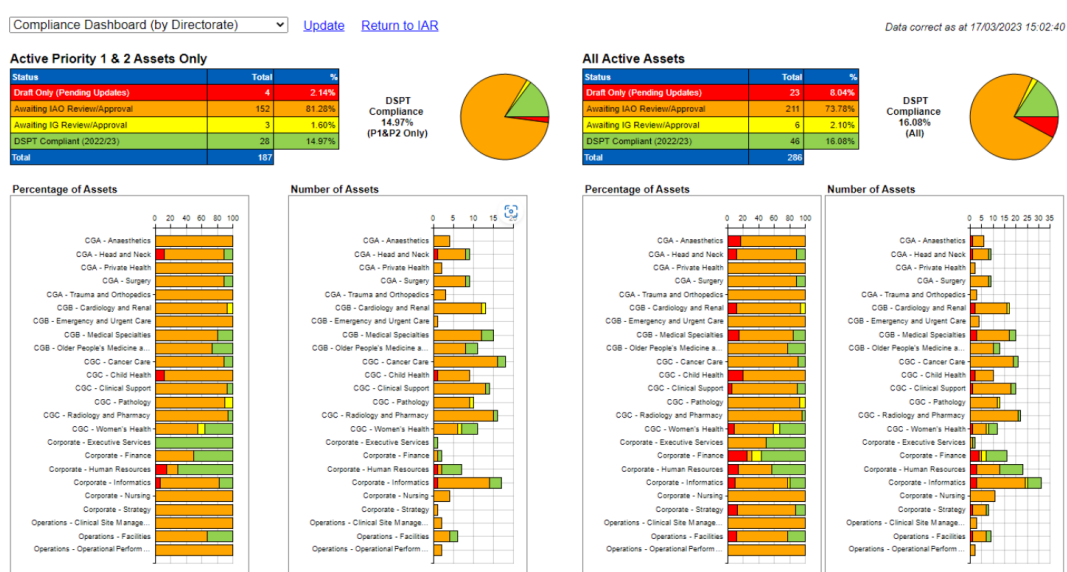 Compliance Dashboard (by Directorate) Update Return to IAR
Data correct as at 17/03/2023 15:02:40
Active Priority 1 & 2 Assets Only
Status Total %
Draft Only (Pending Updates) 4 2.14%
Awaiting IAO Review/Approval 152 81.28%
Awaiting IG Review/Approval 3 1.60%
DSPT Compliant (2022/23) 28 14.97%
Total 187
DSPT
Compliance
14.97%
(P1&P2 Only)
All Active Assets
Status Total %
Draft Only (Pending Updates) 23 8.04%
Awaiting IAO Review/Approval 211 73.78%
Awaiting IG Review/Approval 6 2.10%
DSPT Compliant (2022/23) 46 16.08%
Total 286
DSPT
Compliance
16.08%
(All)
Percentage of Assets
0 20 40 60 80 100
CGA - Anaesthetics
CGA - Head and Neck
CGA - Private Health
CGA - Surgery
CGA - Trauma and Orthopedics
CGB - Cardiology and Renal
CGB - Emergency and Urgent Care
CGB - Medical Specialties
CGB - Older People's Medicine a...
CGC - Cancer Care
CGC - Child Health
CGC - Clinical Support
CGC - Pathology
CGC - Radiology and Pharmacy
CGC - Women's Health
Corporate - Executive Services
Corporate - Finance
Corporate - Human Resources
Corporate - Informatics
Corporate - Nursing
Corporate - Strategy
Operations - Clinical Site Manage...
Operations - Facilities
Operations - Operational Perform...
Number of Assets
0 5 10 15
CGA - Anaesthetics
CGA - Head and Neck
CGA - Private Health
CGA - Surgery
CGA - Trauma and Orthopedics
CGB - Cardiology and Renal
CGB - Emergency and Urgent Care
CGB - Medical Specialties
CGB - Older People's Medicine a...
CGC - Cancer Care
CGC - Child Health
CGC - Clinical Support
CGC - Pathology
CGC - Radiology and Pharmacy
CGC - Women's Health
Corporate - Executive Services
Corporate - Finance
Corporate - Human Resources
Corporate - Informatics
Corporate - Nursing
Corporate - Strategy
Operations - Clinical Site Manage...
Operations - Facilities
Operations - Operational Perform...
Percentage of Assets
0 20 40 60 80 100
CGA - Anaesthetics
CGA - Head and Neck
CGA - Private Health
CGA - Surgery
CGA - Trauma and Orthopedics
CGB - Cardiology and Renal
CGB - Emergency and Urgent Care
CGB - Medical Specialties
CGB - Older People's Medicine a...
CGC - Cancer Care
CGC - Child Health
CGC - Clinical Support
CGC - Pathology
CGC - Radiology and Pharmacy
CGC - Women's Health
Corporate - Executive Services
Corporate - Finance
Corporate - Human Resources
Corporate - Informatics
Corporate - Nursing
Corporate - Strategy
Operations - Clinical Site Manage...
Operations - Facilities
Operations - Operational Perform...
Number of Assets
0 5 10 15 20 25 30 35
CGA - Anaesthetics
CGA - Head and Neck
CGA - Private Health
CGA - Surgery
CGA - Trauma and Orthopedics
CGB - Cardiology and Renal
CGB - Emergency and Urgent Care
CGB - Medical Specialties
CGB - Older People's Medicine a...
CGC - Cancer Care
CGC - Child Health
CGC - Clinical Support
CGC - Pathology
CGC - Radiology and Pharmacy
CGC - Women's Health
Corporate - Executive Services
Corporate - Finance
Corporate - Human Resources
Corporate - Informatics
Corporate - Nursing
Corporate - Strategy
Operations - Clinical Site Manage...
Operations - Facilities
Operations - Operational Perform...